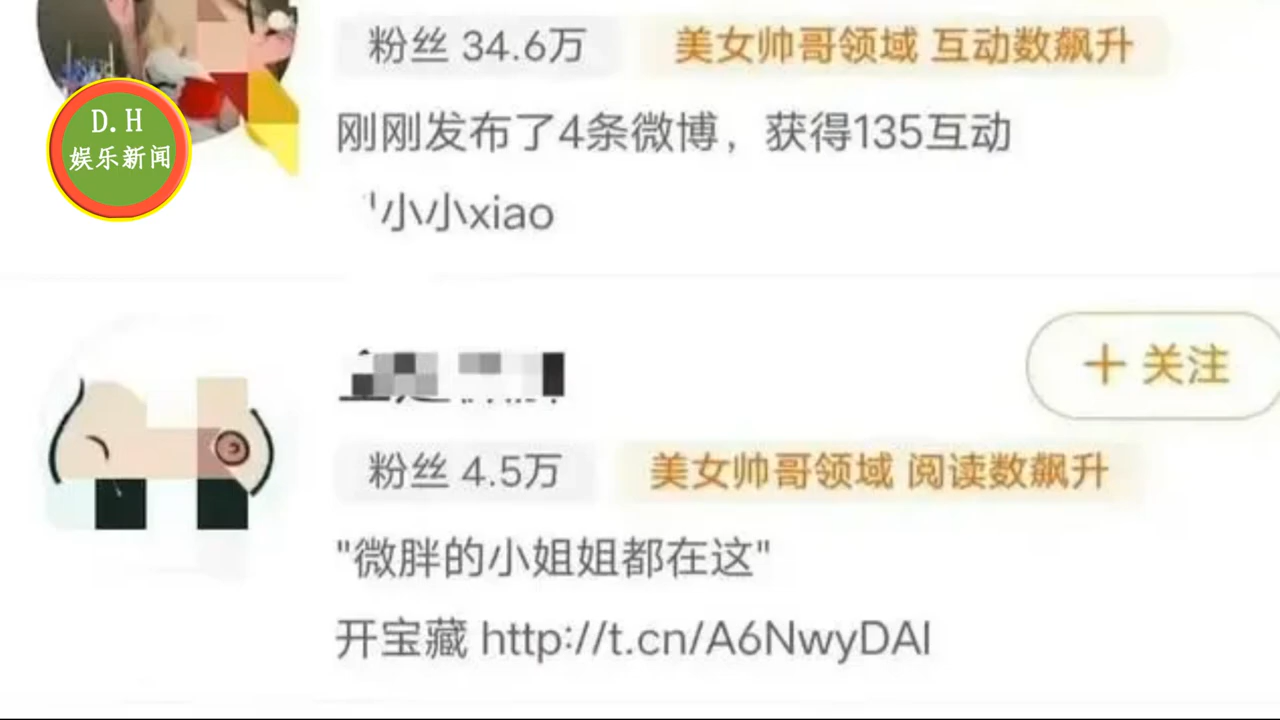 粉丝 34.6万
美女帅哥领域 互动数飙升
D.H
娱乐新闻
刚刚发布了4条微博，获得135互动
小小xiao
+ 关注
粉丝 4.5万
美女帅哥领域 阅读数飙升
"微胖的小姐姐都在这"
开宝藏 http://t.cn/A6NwyDAI